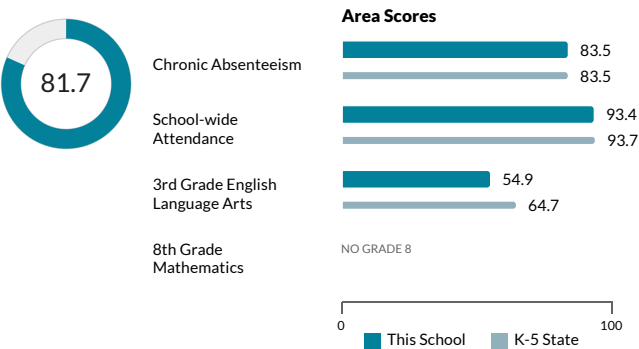 Area Scores
81.7
Chronic Absenteeism
83.5
83.5
School-wide
Attendance
93.4
93.7
3rd Grade English
Language Arts
54.9
64.7
8th Grade
Mathematics
NO GRADE 8
0
100
This School
K-5 State